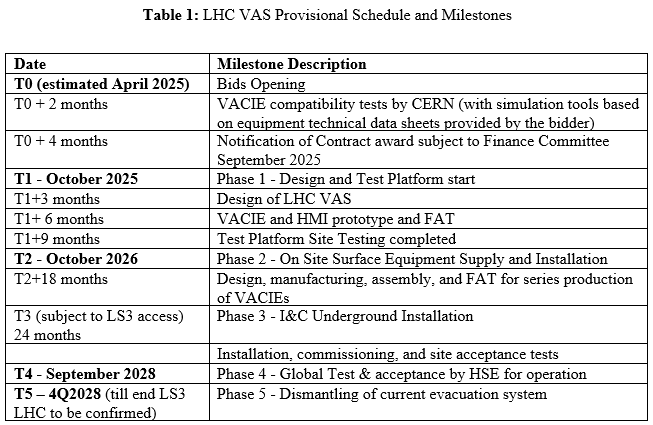 Table 1: LHC VAS Provisional Schedule and Milestones
Date Milestone Description
T0 (estimated April 2025) Bids Opening
T0 + 2 months VACIE compatibility tests by CERN (with simulation tools based
on equipment technical data sheets provided by the bidder)
T0 + 4 months Notification of Contract award subject to Finance Committee
September 2025
T1 - October 2025 Phase 1 - Design and Test Platform start
T1+3 months Design of LHC VAS
T1+ 6 months VACIE and HMI prototype and FAT
T1+9 months Test Platform Site Testing completed
T2 - October 2026 Phase 2 - On Site Surface Equipment Supply and Installation
T2+18 months Design, manufacturing, assembly, and FAT for series production
of VACIEs
T3 (subject to LS3 access) Phase 3 - I&C Underground Installation
24 months
Installation, commissioning, and site acceptance tests
T4 - September 2028 Phase 4 - Global Test & acceptance by HSE for operation
T5 – 4Q2028 (till end LS3 Phase 5 - Dismantling of current evacuation system
LHC to be confirmed)